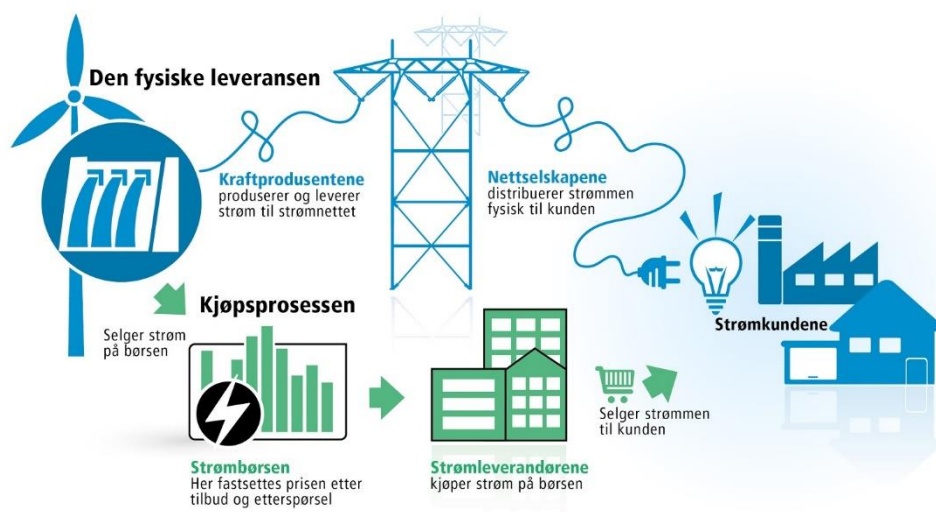 Den fysiske leveransen
Kraftprodusentene
produserer og leverer
strøm til strømnettet
Nettselskapene
distribuerer strømmen
fysisk til kunden
Strømkundene
Kjøpsprosessen
Selger strøm
på børsen
Strømbørsen
Her fastsettes prisen etter
tilbud og etterspørsel
Strømleverandørene
kjøper strøm på børsen
Selger strømmen
til kunden